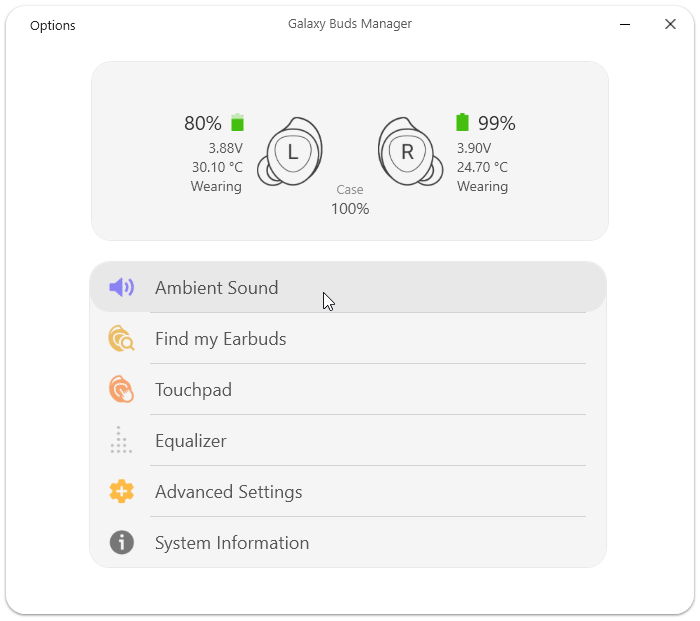 Options
Galaxy Buds Manager
80%
3.88V
30.10 °C
Wearing
L
R
99%
3.90V
24.70 °C
Wearing
Case
100%
Ambient Sound
Find my Earbuds
Touchpad
Equalizer
Advanced Settings
System Information